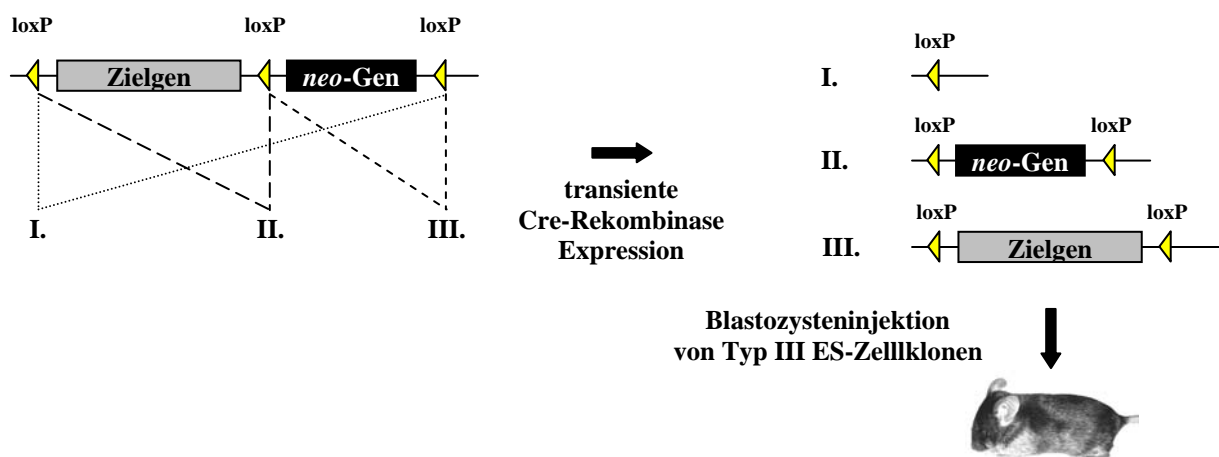 loxP loxP loxP
Zielgen neo-Gen
I. II. III.
transiente
Cre-Rekombinase
Expression
loxP
I.
loxP loxP
II. neo-Gen
loxP loxP
III. Zielgen
Blastozysteninjektion
von Typ III ES-Zelllklonen